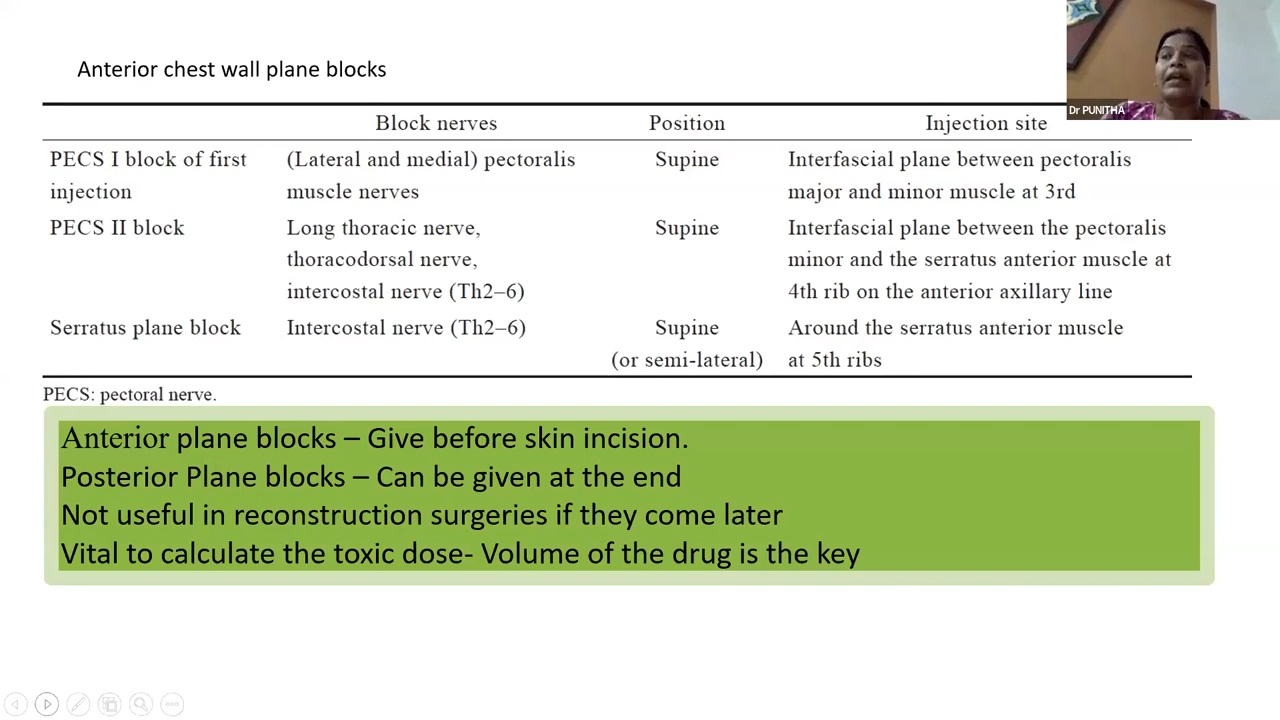 Anterior chest wall plane blocks
Dr PUNITHA
Block nerves Position Injection site
PECS I block of first (Lateral and medial) pectoralis Supine Interfascial plane between pectoralis
injection muscle nerves major and minor muscle at 3rd
PECS II block Long thoracic nerve, Supine Interfascial plane between the pectoralis
thoracodorsal nerve, minor and the serratus anterior muscle at
intercostal nerve (Th2–6) 4th rib on the anterior axillary line
Serratus plane block Intercostal nerve (Th2–6) Supine Around the serratus anterior muscle
(or semi-lateral) at 5th ribs
PECS: pectoral nerve.
Anterior plane blocks – Give before skin incision.
Posterior Plane blocks – Can be given at the end
Not useful in reconstruction surgeries if they come later
Vital to calculate the toxic dose- Volume of the drug is the key